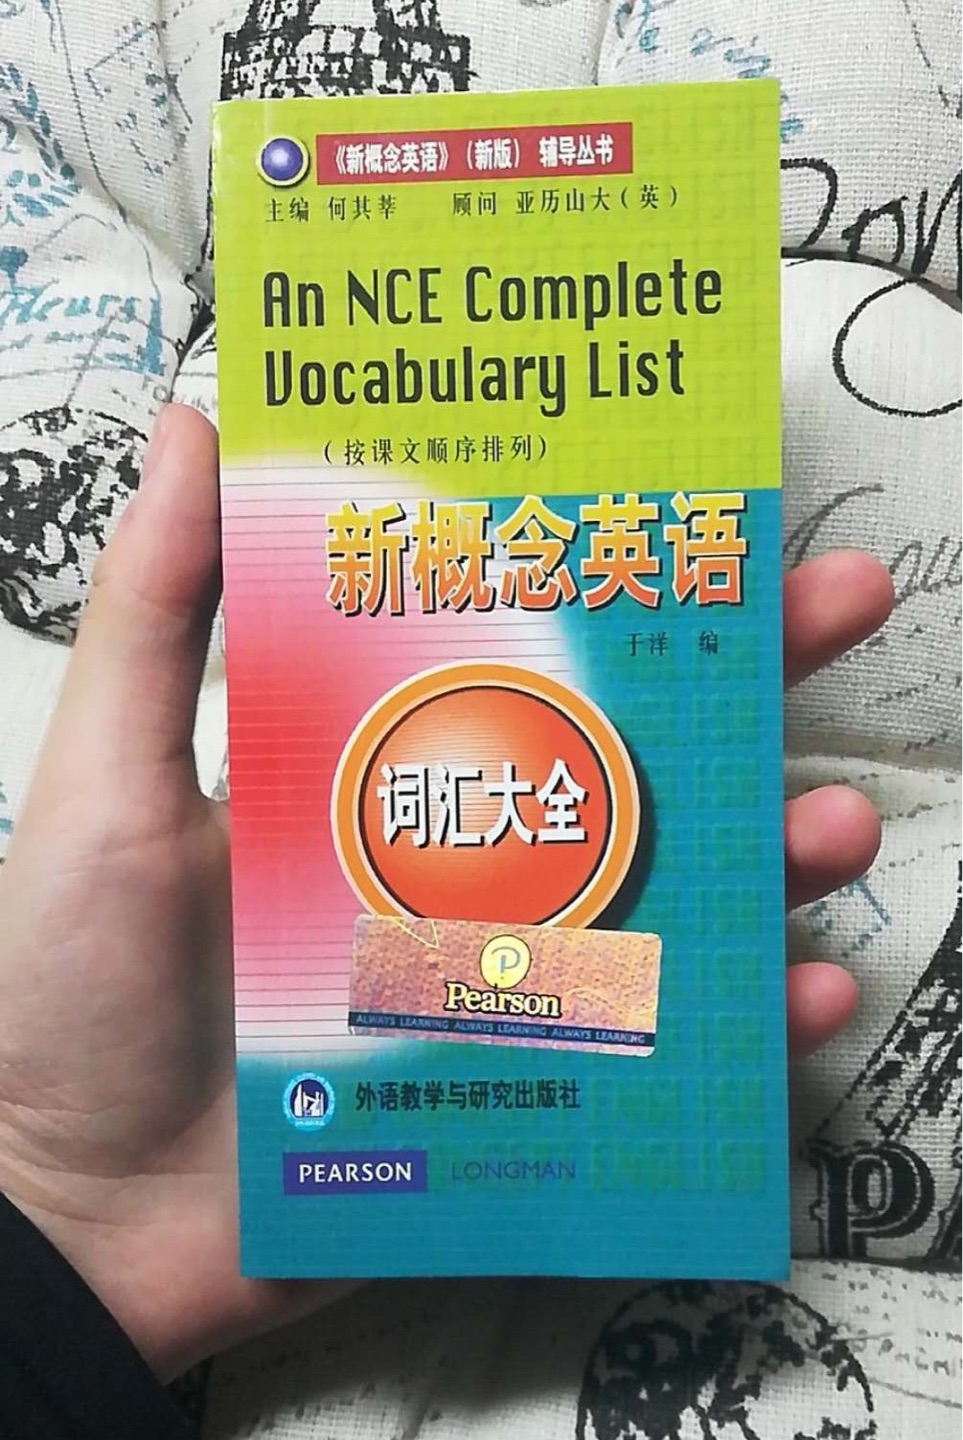 《新概念英语》(新版) 辅导丛书
主编 何其莘 顾问 亚历山大(英)
An NCE Complete
Vocabulary List
(按课文顺序排列)
新概念英语
于洋 编
词汇大全
P
Pearson
ALWAYS LEARNING ALWAYS LEARNING ALWAYS LEARNING
外语教学与研究出版社
PEARSON LONGMAN